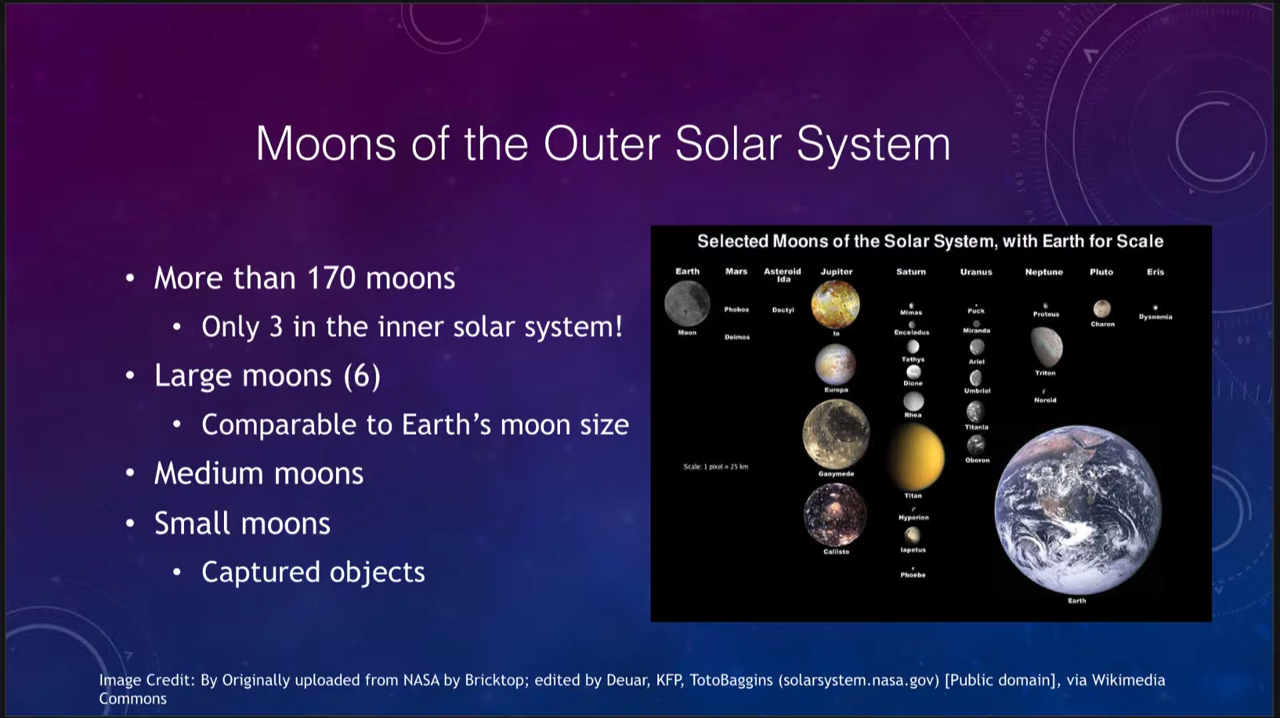 Moons of the Outer Solar System
• More than 170 moons
• Only 3 in the inner solar system!
• Large moons (6)
• Comparable to Earth’s moon size
• Medium moons
• Small moons
• Captured objects
Selected Moons of the Solar System, with Earth for Scale
Earth Mars Asteroid Ida Jupiter Saturn Uranus Neptune Pluto Eris
Moon
Phobos
Deimos
Dactyl
Io
Europa
Ganymede
Callisto
Mimas
Enceladus
Tethys
Dione
Rhea
Titan
Hyperion
Iapetus
Phoebe
Puck
Miranda
Ariel
Umbriel
Titania
Oberon
Proteus
Triton
Nereid
Charon
Dysnomia
Scale: 1 pixel = 25 km
Earth
Image Credit: By Originally uploaded from NASA by Bricktop; edited by Deuar, KFP, TotoBaggins (solarsystem.nasa.gov) [Public domain], via Wikimedia
Commons